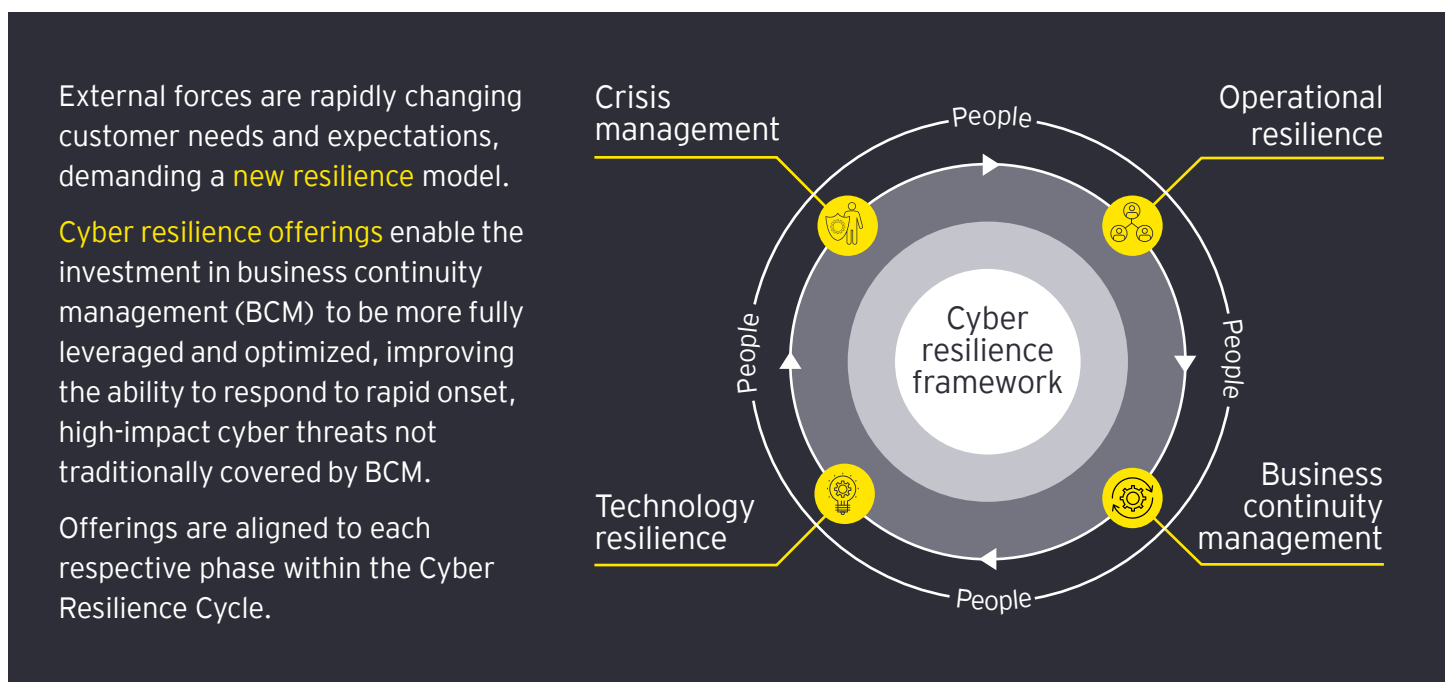 External forces are rapidly changing
customer needs and expectations,
demanding a new resilience model.
Cyber resilience offerings enable the
investment in business continuity
management (BCM) to be more fully
leveraged and optimized, improving
the ability to respond to rapid onset,
high-impact cyber threats not
traditionally covered by BCM.
Offerings are aligned to each
respective phase within the Cyber
Resilience Cycle.
Crisis
management
People
Operational
resilience
People
Cyber
resilience
framework
People
Technology
resilience
People
Business
continuity
management